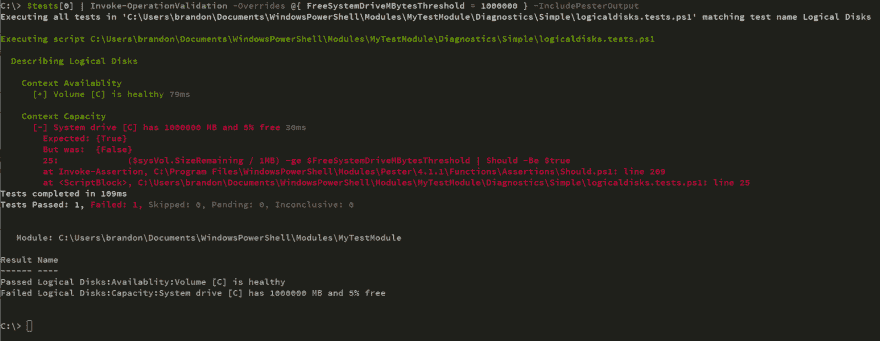 C:\> $tests[0] | Invoke-OperationValidation -Overrides @{ FreeSystemDriveMBytesThreshold = 1000000 } -IncludePesterOutput
Executing all tests in 'C:\Users\brandon\Documents\WindowsPowerShell\Modules\MyTestModule\Diagnostics\Simple\logicaldisks.tests.ps1' matching test name Logical Disks
Executing script C:\Users\brandon\Documents\WindowsPowerShell\Modules\MyTestModule\Diagnostics\Simple\logicaldisks.tests.ps1
Describing Logical Disks
Context Availablity
[+] Volume [C] is healthy 79ms
Context Capacity
[-] System drive [C] has 1000000 MB and 5% free 30ms
Expected: {True}
But was: {False}
25: ($sysVol.SizeRemaining / 1MB) -ge $FreeSystemDriveMBytesThreshold | Should -Be $true
at Invoke-Assertion, C:\Program Files\WindowsPowerShell\Modules\Pester\4.1.1\Functions\Assertions\Should.ps1: line 209
at <ScriptBlock>, C:\Users\brandon\Documents\WindowsPowerShell\Modules\MyTestModule\Diagnostics\Simple\logicaldisks.tests.ps1: line 25
Tests completed in 109ms
Tests Passed: 1, Failed: 1, Skipped: 0, Pending: 0, Inconclusive: 0
Module: C:\Users\brandon\Documents\WindowsPowerShell\Modules\MyTestModule
Result Name
------ ----
Passed Logical Disks:Availablity:Volume [C] is healthy
Failed Logical Disks:Capacity:System drive [C] has 1000000 MB and 5% free
C:\>